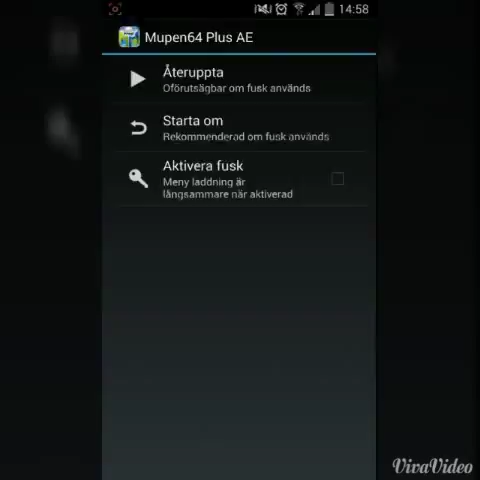 14:58
Mupen64 Plus AE
Återuppta
Oförutsägbar om fusk används
Starta om
Rekommenderad om fusk används
Aktivera fusk
Meny laddning är
långsammare när aktiverad
VivaVideo